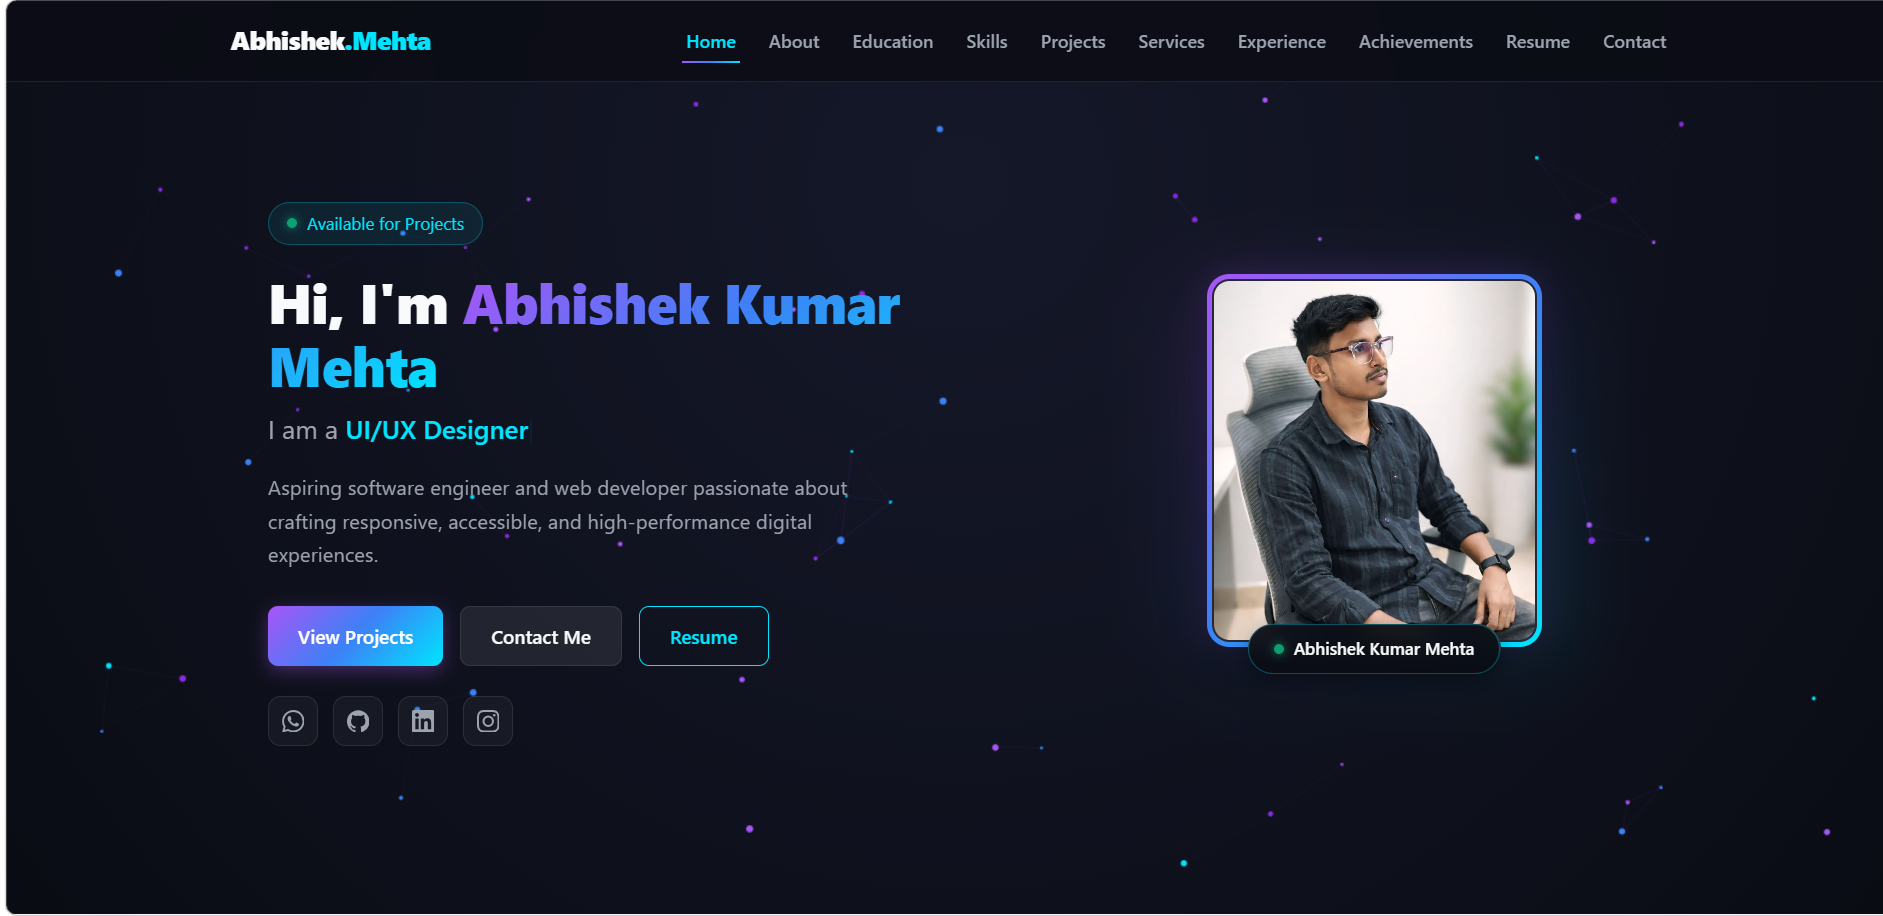 Abhishek.Mehta
Home About Education Skills Projects Services Experience Achievements Resume Contact
Available for Projects
Hi, I'm Abhishek Kumar
Mehta
I am a UI/UX Designer
Aspiring software engineer and web developer passionate about
crafting responsive, accessible, and high-performance digital
experiences.
View Projects Contact Me Resume
Abhishek Kumar Mehta